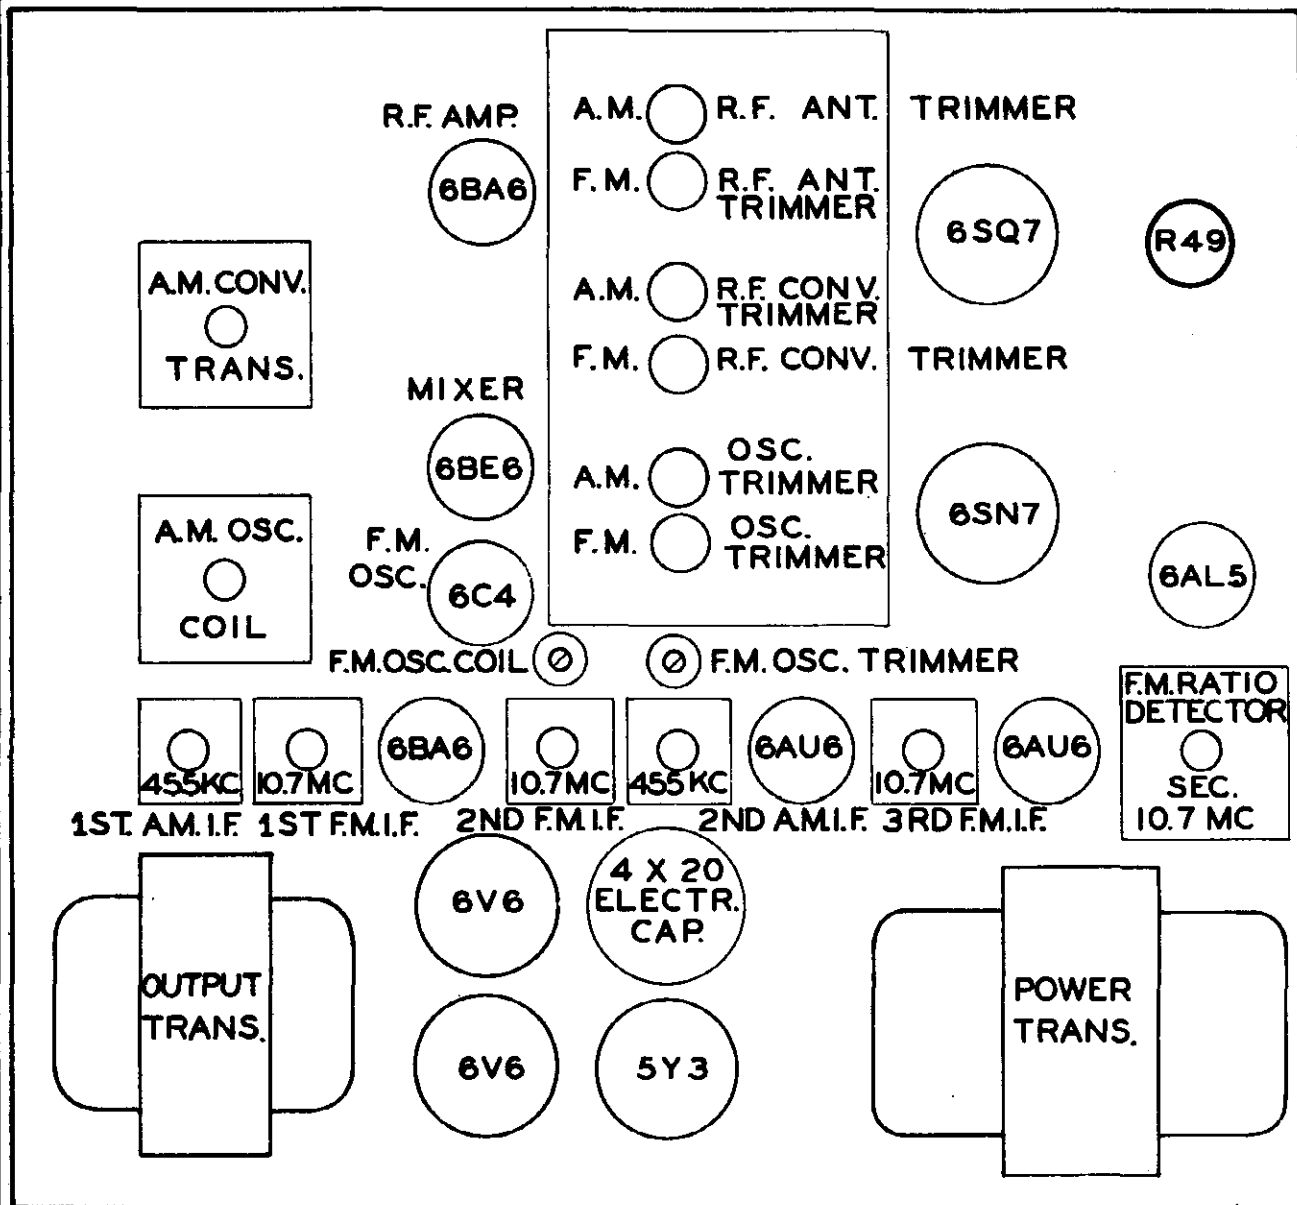 R.F. AMP.
6BA6
A.M. R.F. ANT. TRIMMER
F.M. R.F. ANT.
TRIMMER
6SQ7
R49
A.M. CONV.
TRANS.
A.M. R.F. CONV.
TRIMMER
F.M. R.F. CONV. TRIMMER
MIXER
6BE6
A.M. OSC.
TRIMMER
F.M. OSC.
TRIMMER
6SN7
6AL5
A.M. OSC.
COIL
F.M.
OSC.
6C4
F.M.OSC.COIL
F.M.OSC. TRIMMER
455KC
10.7MC
6BA6
10.7MC
455KC
6AU6
10.7MC
6AU6
F.M.RATIO
DETECTOR
SEC.
10.7 MC
1ST. A.M.I.F.
1ST F.M.I.F.
2ND F.M.I.F.
2ND A.M.I.F.
3RD F.M.I.F.
OUTPUT
TRANS.
6V6
4 X 20
ELECTR.
CAP.
6V6
5Y3
POWER
TRANS.